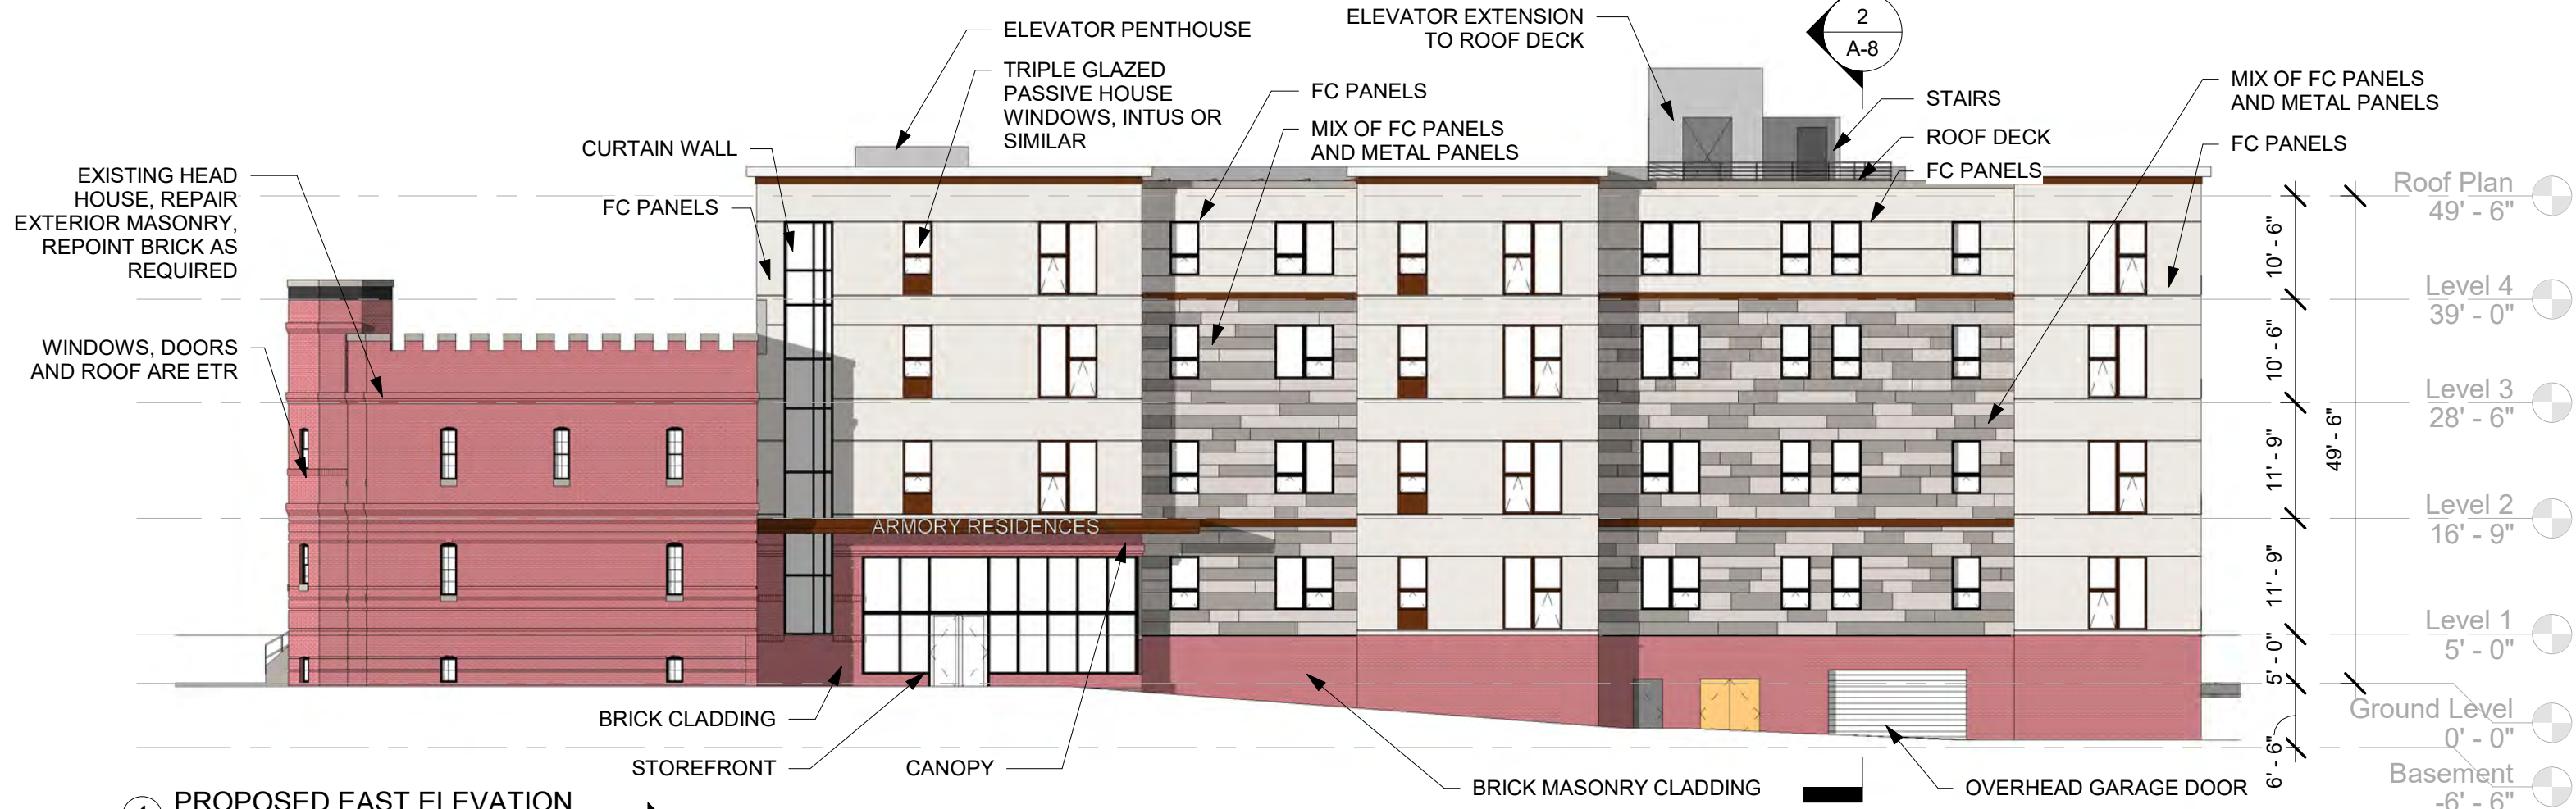 ELEVATOR PENTHOUSE
TRIPLE GLAZED
PASSIVE HOUSE
WINDOWS, INTUS OR
SIMILAR
CURTAIN WALL
FC PANELS
EXISTING HEAD
HOUSE, REPAIR
EXTERIOR MASONRY,
REPOINT BRICK AS
REQUIRED
WINDOWS, DOORS
AND ROOF ARE ETR
ELEVATOR EXTENSION
TO ROOF DECK
FC PANELS
MIX OF FC PANELS
AND METAL PANELS
2
A-8
STAIRS
ROOF DECK
FC PANELS
MIX OF FC PANELS
AND METAL PANELS
FC PANELS
Roof Plan
49' - 6"
Level 4
39' - 0"
Level 3
28' - 6"
Level 2
16' - 9"
Level 1
5' - 0"
Ground Level
0' - 0"
Basement
-6' - 6"
10' - 6"
10' - 6"
11' - 9"
11' - 9"
5' - 0"
6' - 6"
49' - 6"
ARMORY RESIDENCES
BRICK CLADDING
STOREFRONT
CANOPY
BRICK MASONRY CLADDING
OVERHEAD GARAGE DOOR
1
PROPOSED EAST ELEVATION